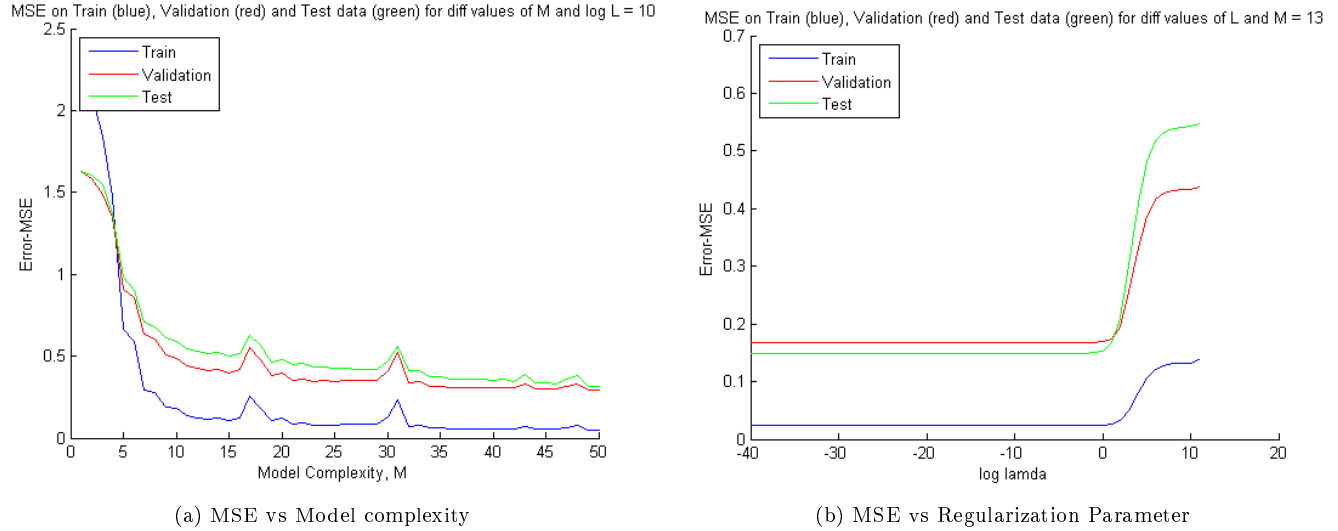 MSE on Train (blue), Validation (red) and Test data (green) for diff values of M and log L = 10
2.5
2
1.5
1
0.5
0
Error-MSE
Train
Validation
Test
0 5 10 15 20 25 30 35 40 45 50
Model Complexity, M
(a) MSE vs Model complexity
MSE on Train (blue), Validation (red) and Test data (green) for diff values of L and M = 13
0.7
0.6
0.5
0.4
0.3
0.2
0.1
0
Error-MSE
Train
Validation
Test
-40 -30 -20 -10 0 10 20
log lamda
(b) MSE vs Regularization Parameter